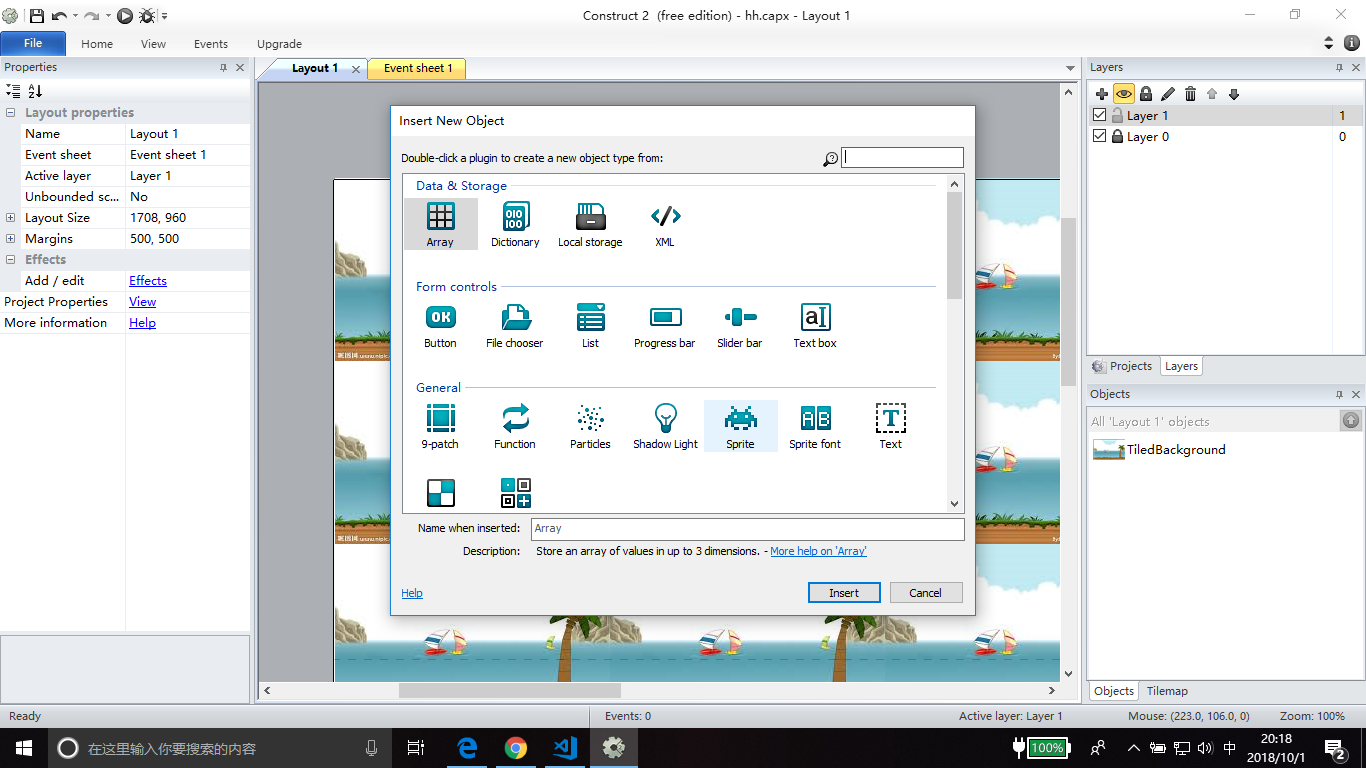 Construct 2 (free edition) - hh.capx - Layout 1
File
Home
View
Events
Upgrade
Properties
Layout properties
Name
Layout 1
Event sheet
Event sheet 1
Active layer
Layer 1
Unbounded sc...
No
Layout Size
1708, 960
Margins
500, 500
Effects
Add / edit
Effects
Project Properties
View
More information
Help
Layout 1
Event sheet 1
Insert New Object
Double-click a plugin to create a new object type from:
Data & Storage
Array
Dictionary
Local storage
XML
Form controls
Button
File chooser
List
Progress bar
Slider bar
Text box
General
9-patch
Function
Particles
Shadow Light
Sprite
Sprite font
Text
Name when inserted:
Array
Description:
Store an array of values in up to 3 dimensions. - More help on 'Array'
Help
Insert
Cancel
Layers
Layer 1
1
Layer 0
0
Projects
Layers
Objects
All 'Layout 1' objects
TiledBackground
Objects
Tilemap
Ready
Events: 0
Active layer: Layer 1
Mouse: (223.0, 106.0, 0)
Zoom: 100%
在这里输入你要搜索的内容
100%
中
20:18
2018/10/1
2